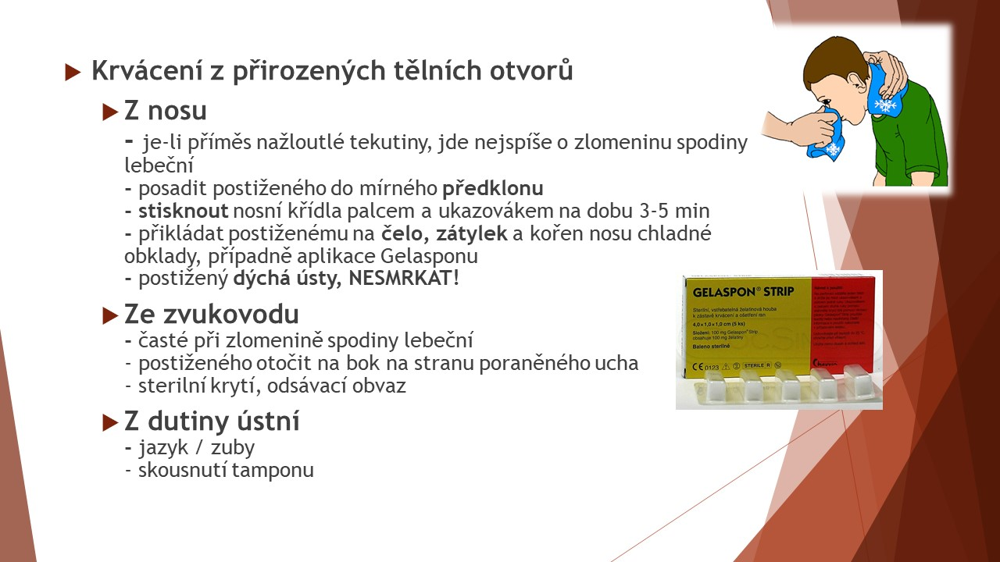 Krvácení z přirozených tělních otvorů
Z nosu
- je-li příměs nažloutlé tekutiny, jde nejspíše o zlomeninu spodiny
lebeční
- posadit postiženého do mírného předklonu
- stisknout nosní křídla palcem a ukazovákem na dobu 3-5 min
- přikládat postiženému na čelo, zátylek a kořen nosu chladné
obklady, případně aplikace Gelasponu
- postižený dýchá ústy, NESMRKAT!
GELASPON® STRIP
Sterilní, vstřebatelná želatinová houba
k zástavě krvácení a ošetření ran
4,0×1,0×1,0 cm (5 ks)
Složení: 100 mg Gelaspon® Strip
obsahuje 100 mg želatiny
Baleno sterilně
CE 0123 STERILE R
Ze zvukovodu
- časté při zlomenině spodiny lebeční
- postiženého otočit na bok na stranu poraněného ucha
- sterilní krytí, odsávací obvaz
Z dutiny ústní
- jazyk / zuby
- skousnutí tamponu